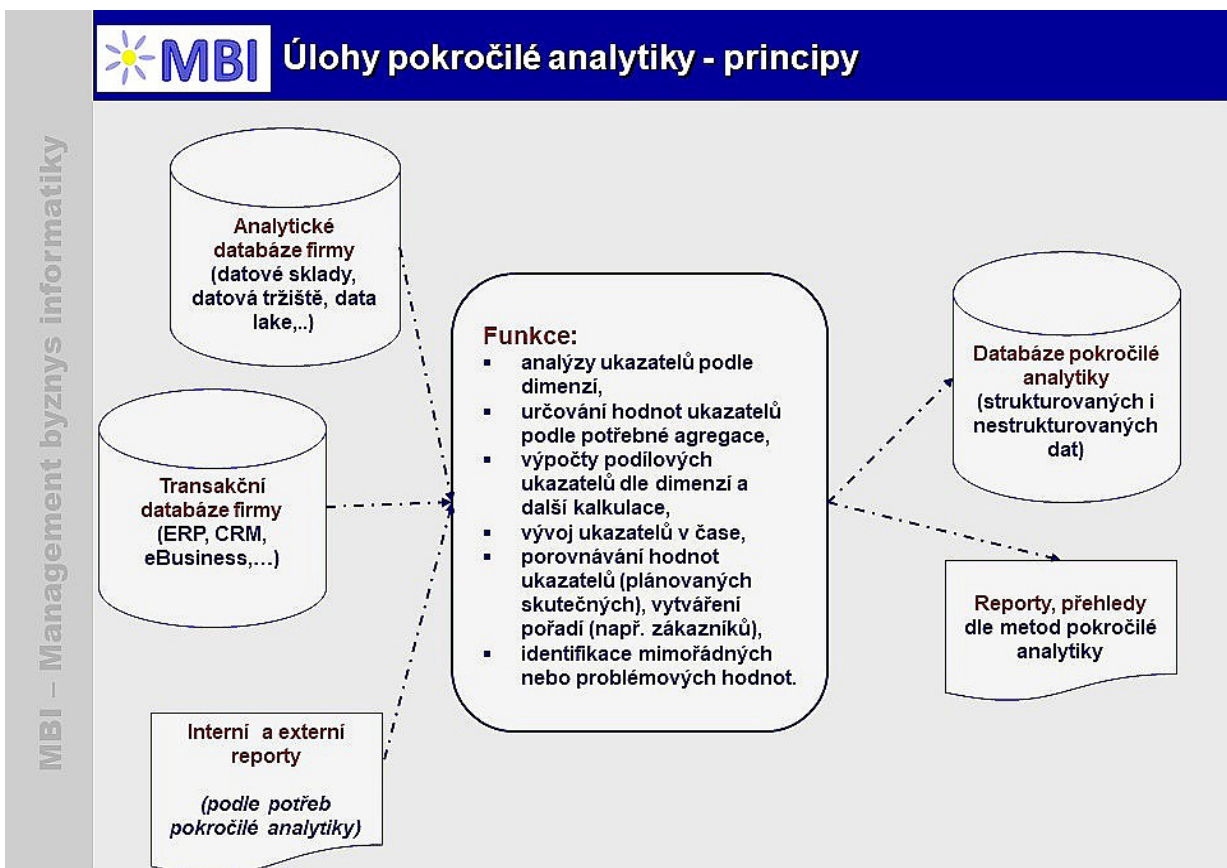 MBI
Úlohy pokročilé analytiky - principy
MBI – Management byznys informatiky
Analytické
databáze firmy
(datové sklady,
datová tržiště, data
lake,..)
Transakční
databáze firmy
(ERP, CRM,
eBusiness,...)
Interní a externí
reporty
(podle potřeb
pokročilé analytiky)
Funkce:
▪ analýzy ukazatelů podle
dimenzí,
▪ určování hodnot ukazatelů
podle potřebné agregace,
▪ výpočty podílových
ukazatelů dle dimenzí a
další kalkulace,
▪ vývoj ukazatelů v čase,
▪ porovnávání hodnot
ukazatelů (plánovaných
skutečných), vytváření
pořadí (např. zákazníků),
▪ identifikace mimořádných
nebo problémových hodnot.
Databáze pokročilé
analytiky
(strukturovaných i
nestrukturovaných
dat)
Reporty, přehledy
dle metod pokročilé
analytiky